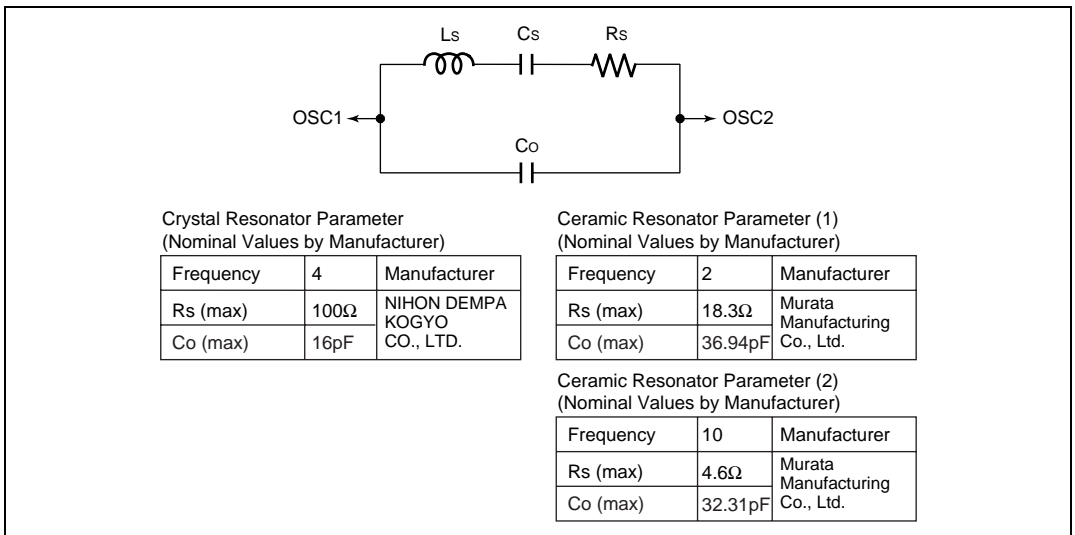 Ls Cs Rs
OSC1 OSC2
Co
Crystal Resonator Parameter
(Nominal Values by Manufacturer)
Frequency 4 Manufacturer
Rs (max) 100Ω NIHON DEMPA
KOGYO
CO., LTD.
Co (max) 16pF
Ceramic Resonator Parameter (1)
(Nominal Values by Manufacturer)
Frequency 2 Manufacturer
Rs (max) 18.3Ω Murata
Manufacturing
Co., Ltd.
Co (max) 36.94pF
Ceramic Resonator Parameter (2)
(Nominal Values by Manufacturer)
Frequency 10 Manufacturer
Rs (max) 4.6Ω Murata
Manufacturing
Co., Ltd.
Co (max) 32.31pF